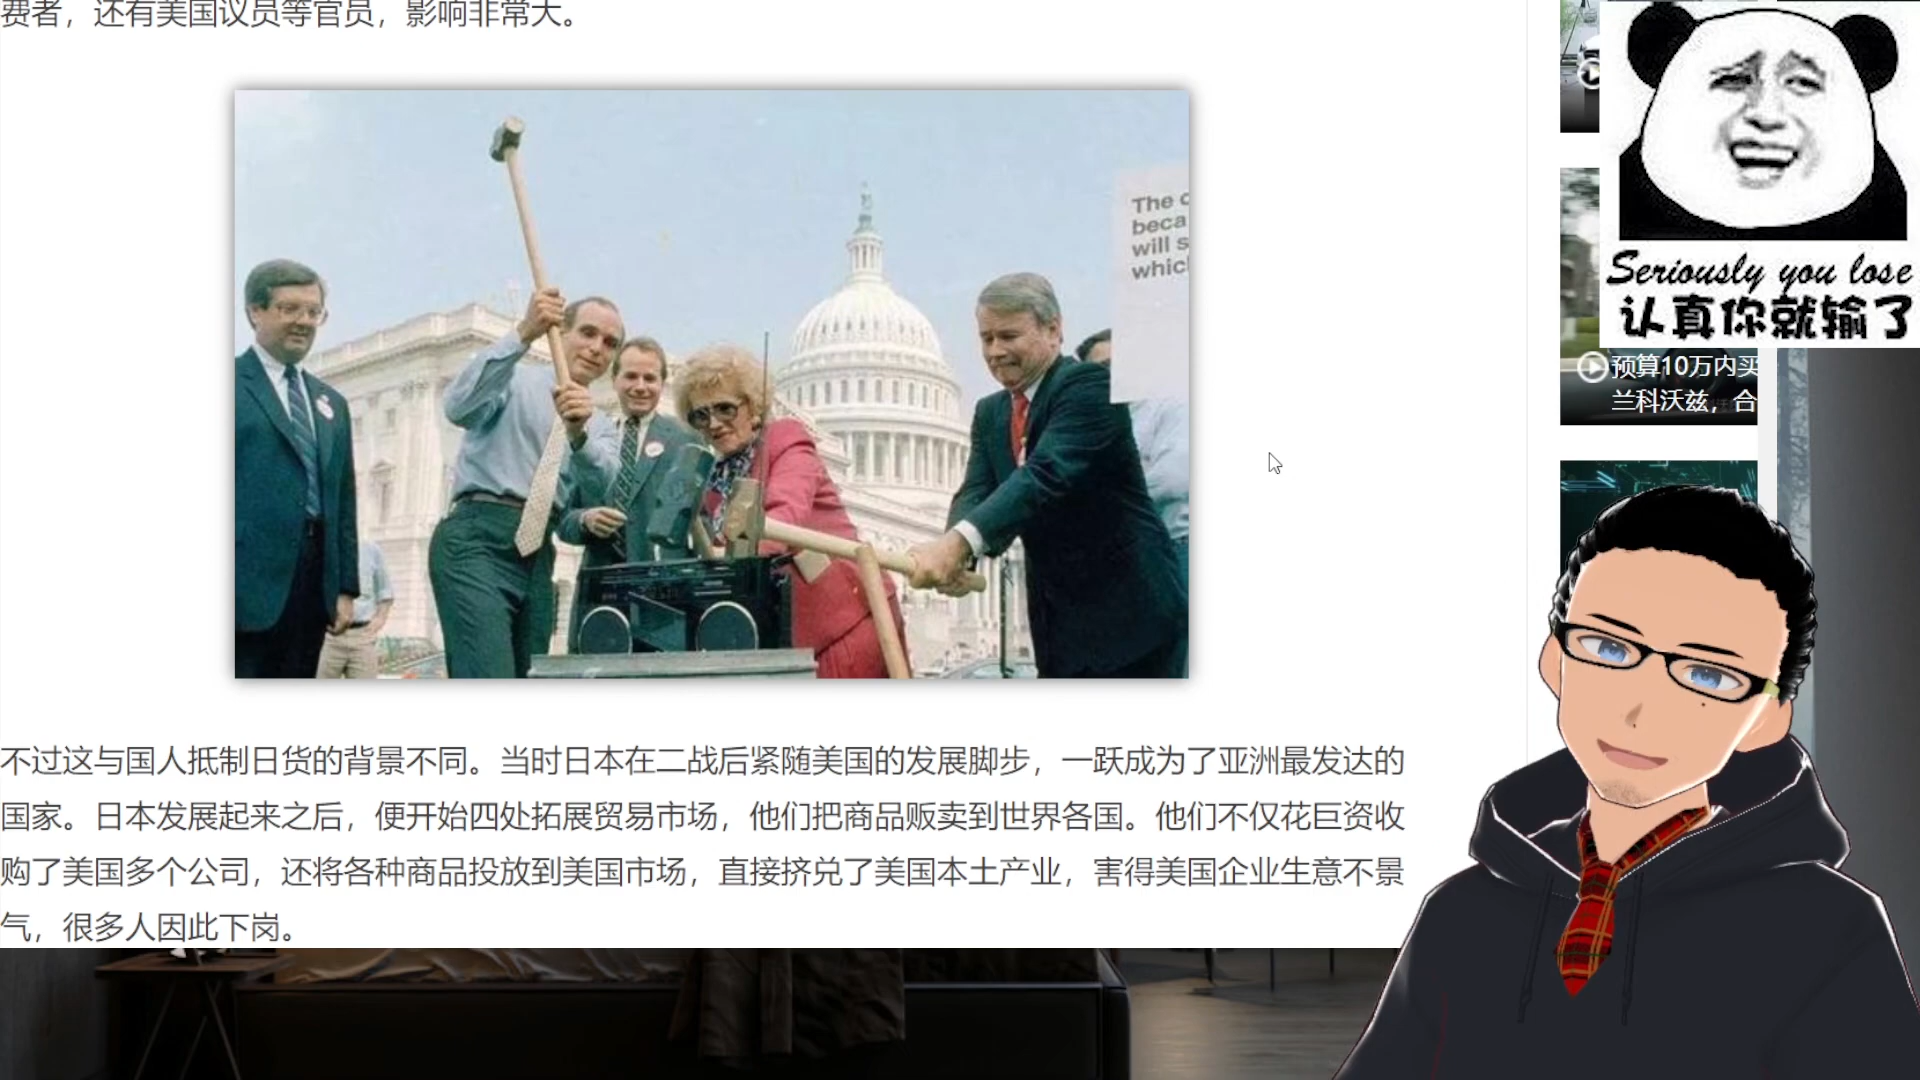 费者，还有美国议员等官员，影响非常大。
The
beca
will s
whic
Seriously you lose
认真你就输了
预算10万内买
兰科沃兹，合
不过这与国人抵制日货的背景不同。当时日本在二战后紧随美国的发展脚步，一跃成为了亚洲最发达的
国家。日本发展起来之后，便开始四处拓展贸易市场，他们把商品贩卖到世界各国。他们不仅花巨资收
购了美国多个公司，还将各种商品投放到美国市场，直接挤兑了美国本土产业，害得美国企业生意不景
气，很多人因此下岗。